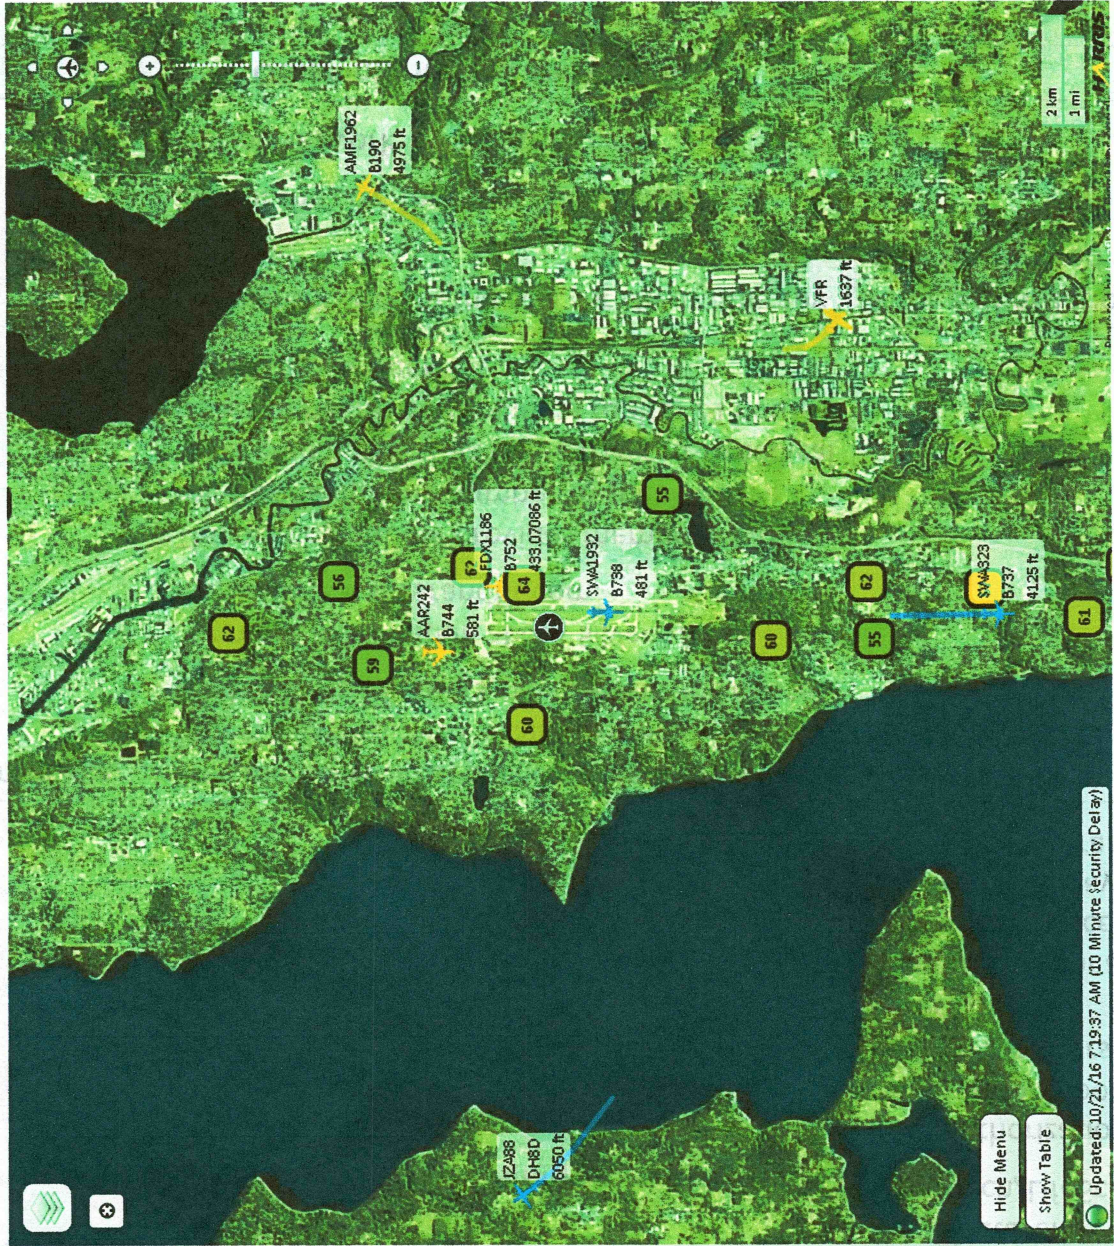 62
56
AMF1962
B190
4975 ft
59
AAR242
B744
581 ft
62
FDX1186
B752
433.07086 ft
JZA88
DH8D
6050 ft
60
64
SWA1932
B738
481 ft
55
60
VFR
1637 ft
55
62
SWA323
B737
4125 ft
Hide Menu
Show Table
61
2 km
1 mi
Updated: 10/21/16 7:19:37 AM (10 Minute Security Delay)
HARRIS